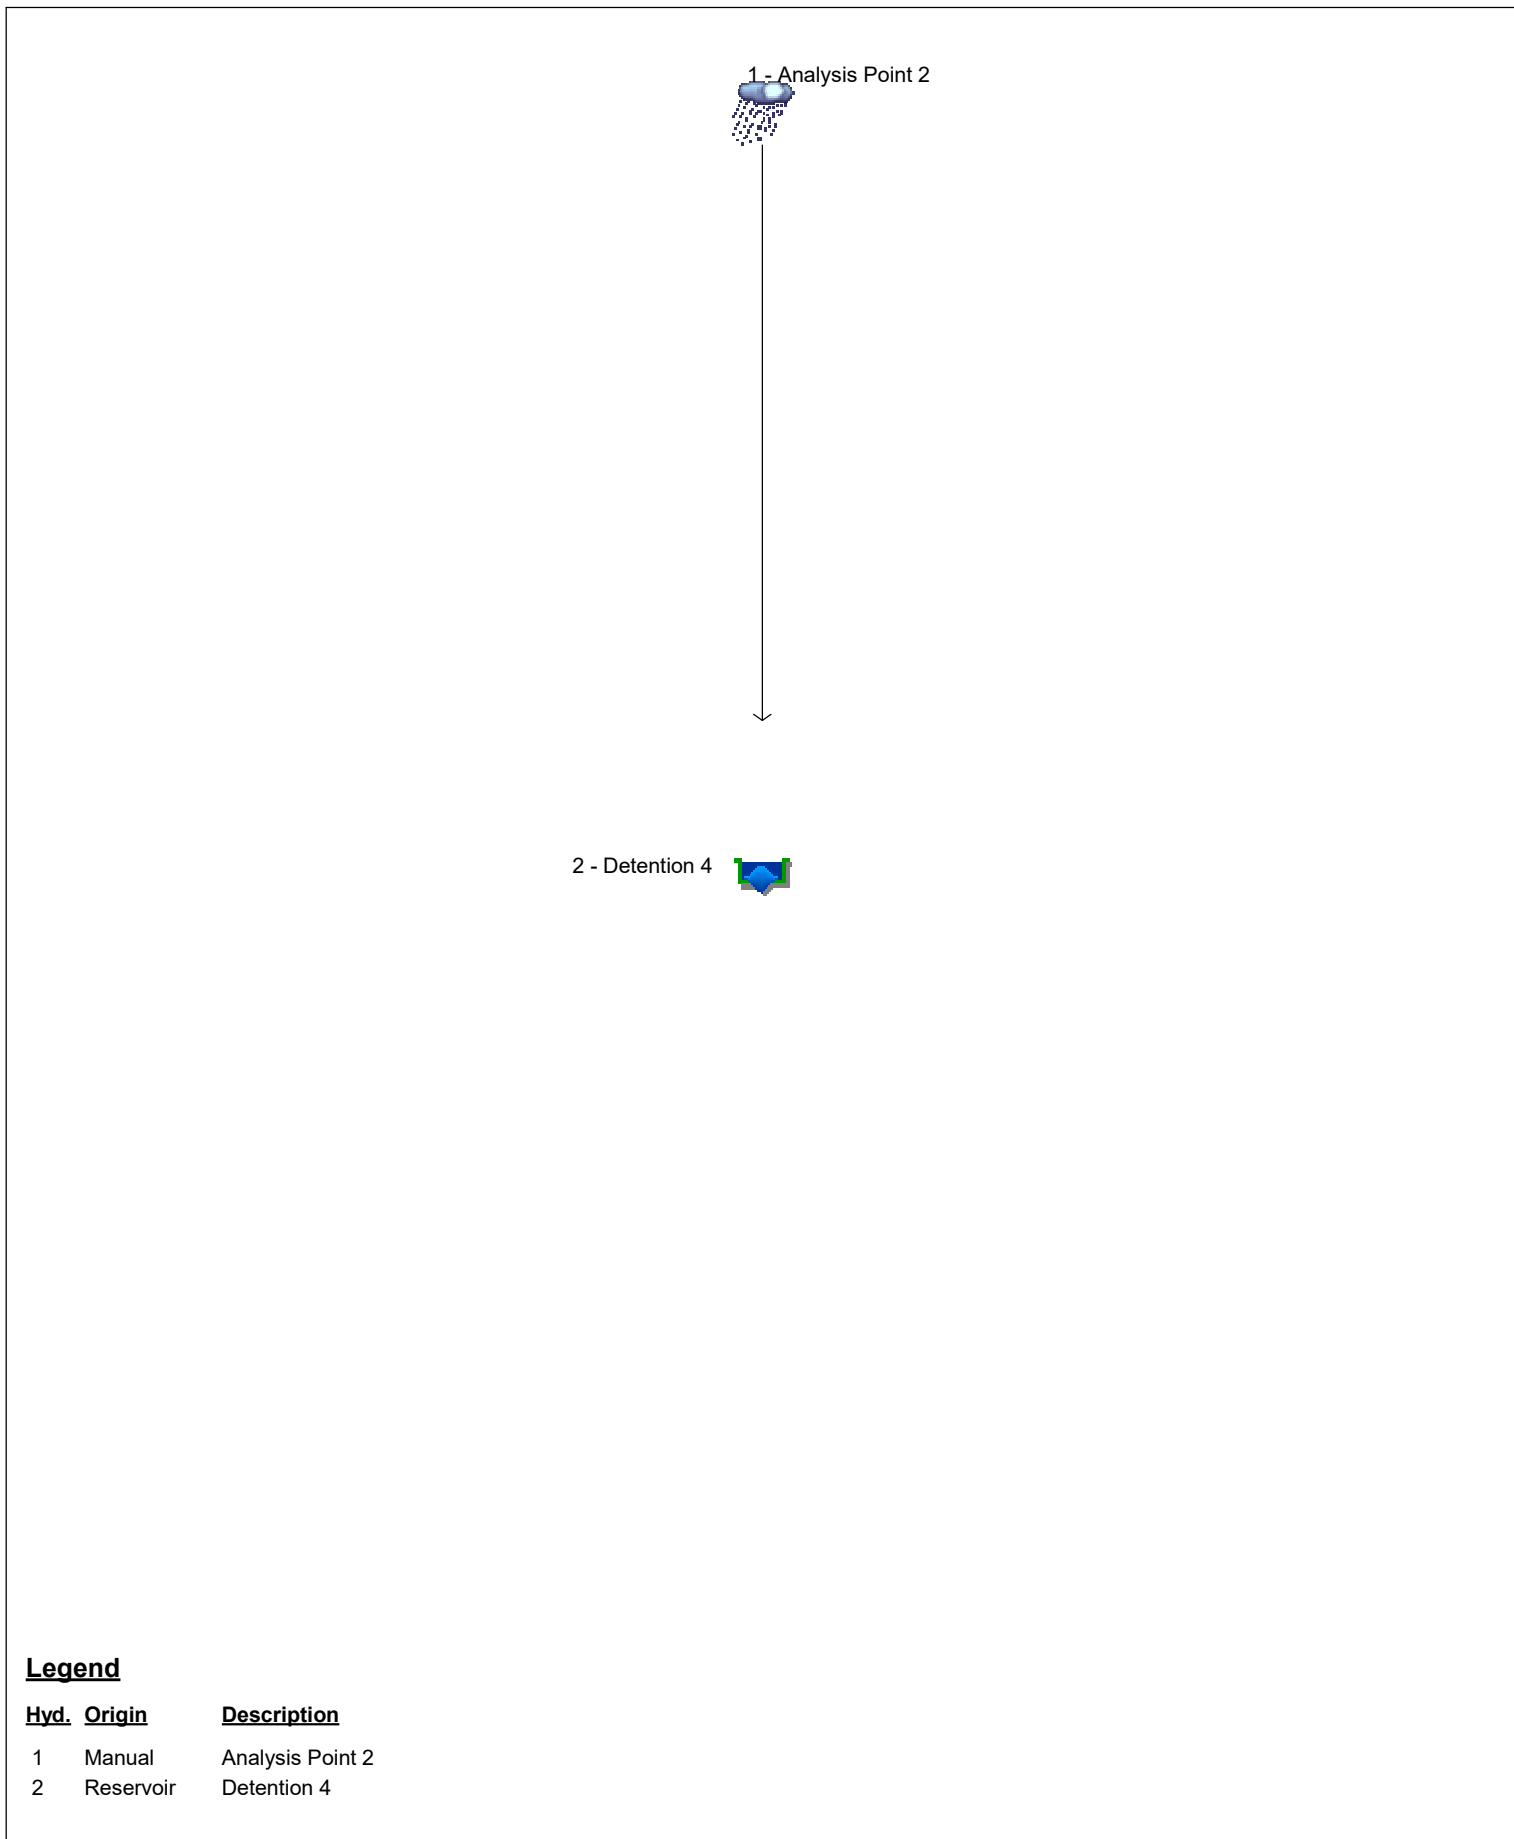 1 - Analysis Point 2
2 - Detention 4
Legend
Hyd. Origin Description
1 Manual Analysis Point 2
2 Reservoir Detention 4